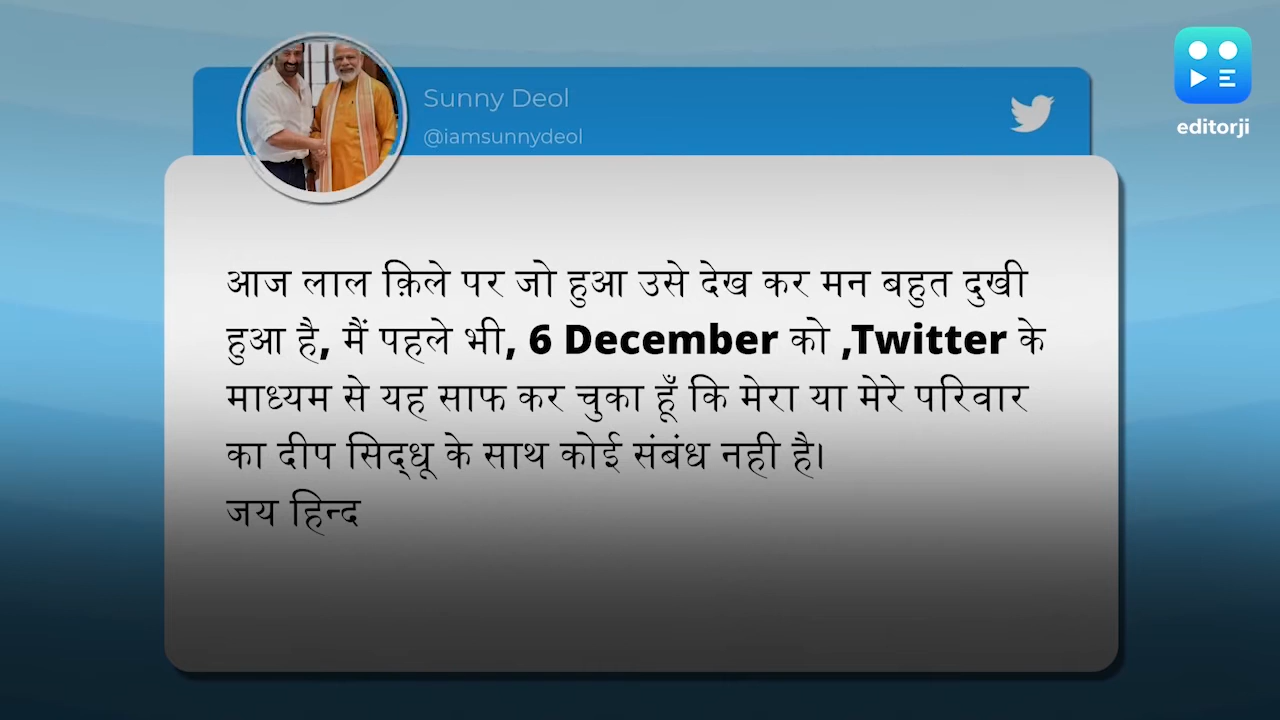 Sunny Deol
@iamsunnydeol
editorji
आज लाल क़िले पर जो हुआ उसे देख कर मन बहुत दुखी
हुआ है, मैं पहले भी, 6 December को ,Twitter के
माध्यम से यह साफ कर चुका हूँ कि मेरा या मेरे परिवार
का दीप सिद्धू के साथ कोई संबंध नही है।
जय हिन्द